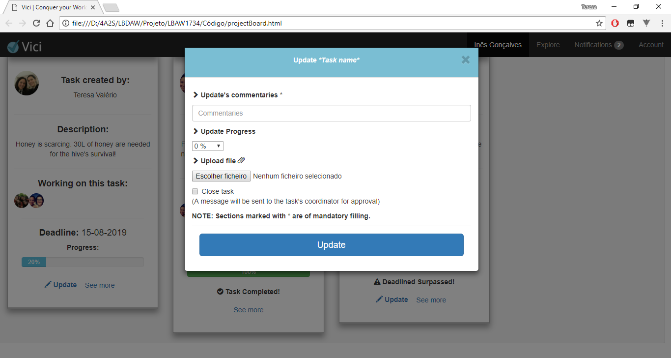 Vici | Conquer your World
file:///D:/4A2S/LBDAW/Projeto/LBAW1734/Código/projectBoard.html
Vici
Inês Gonçalves
Explore
Notifications 2
Account
Update "Task name"
Update's commentaries *
Commentaries
Update Progress
0 %
Upload file
Escolher ficheiro Nenhum ficheiro selecionado
Close task
(A message will be sent to the task's coordinator for approval)
NOTE: Sections marked with * are of mandatory filling.
Update
Task created by:
Teresa Valério
Description:
Honey is scarcing. 30L of honey are needed
for the hive's survival!
Working on this task:
Deadline: 15-08-2019
Progress:
20%
Update See more
Task Completed!
See more
Deadlined Surpassed!
Update See more